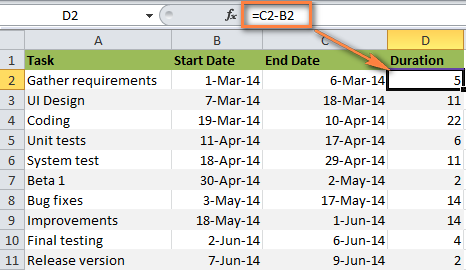 D2 fx =C2-B2
A B C D
1 Task Start Date End Date Duration
2 Gather requirements 1-Mar-14 6-Mar-14 5
3 UI Design 7-Mar-14 18-Mar-14 11
4 Coding 19-Mar-14 10-Apr-14 22
5 Unit tests 11-Apr-14 17-Apr-14 6
6 System test 18-Apr-14 29-Apr-14 11
7 Beta 1 30-Apr-14 2-May-14 2
8 Bug fixes 3-May-14 17-May-14 14
9 Improvements 18-May-14 1-Jun-14 14
10 Final testing 2-Jun-14 6-Jun-14 4
11 Release version 7-Jun-14 9-Jun-14 2